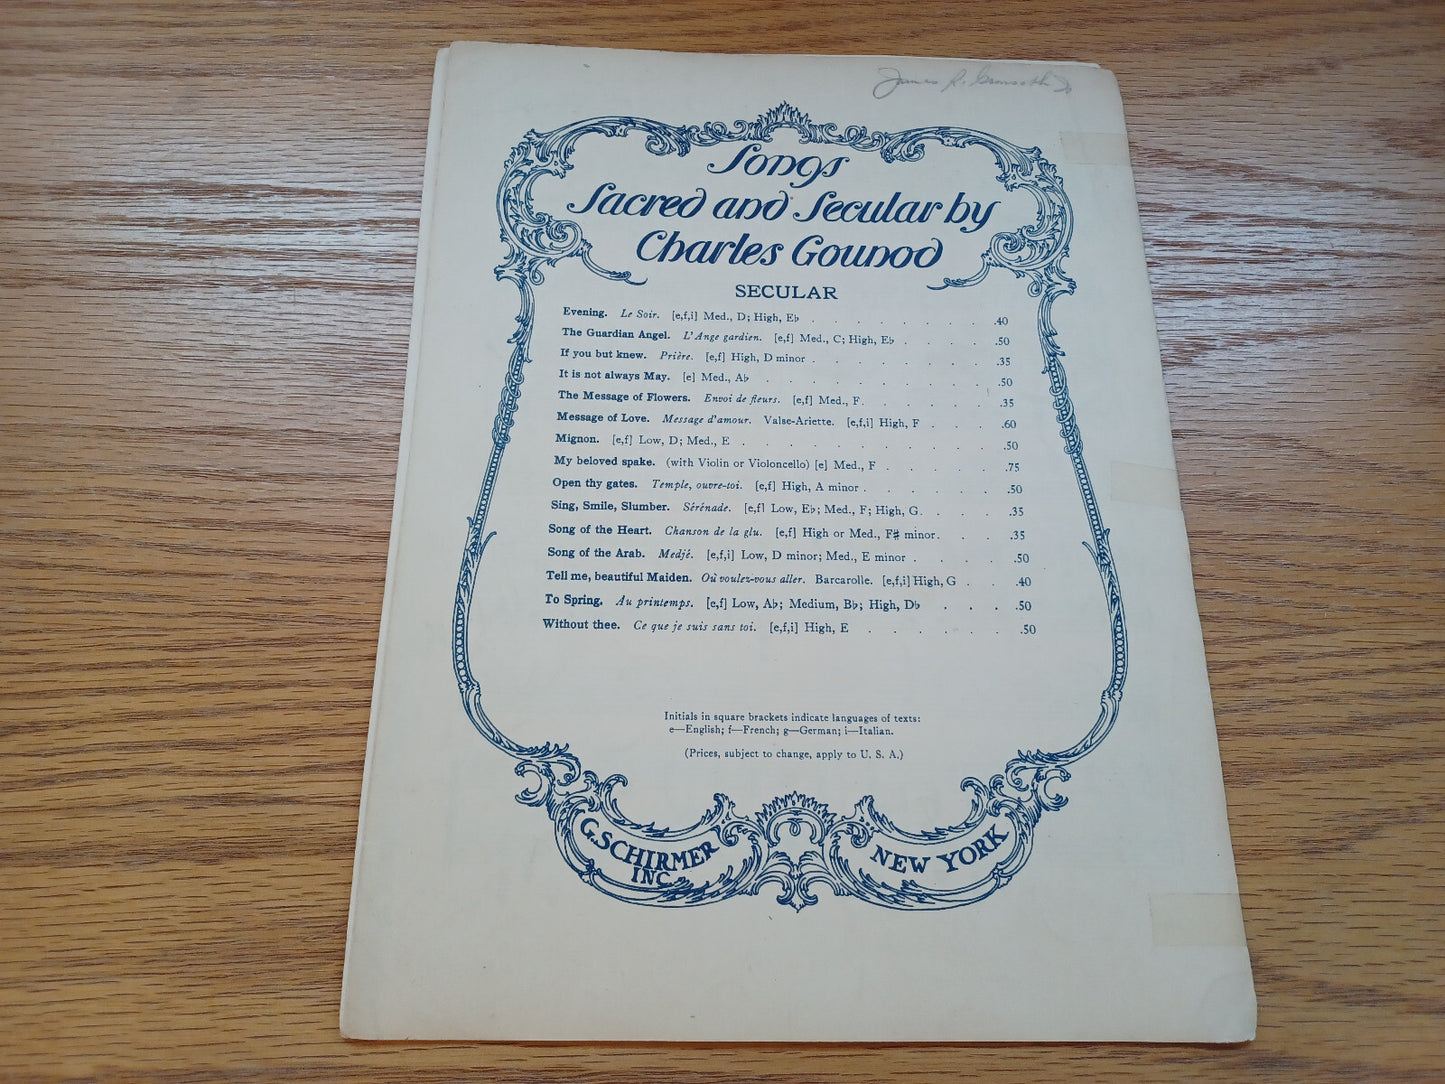 James R.
Songs
Sacred and Secular by
Charles Gounod
SECULAR
Evening. Le Soir. [e,f,i] Med., D; High, E♭ . . . . . . . . .40
The Guardian Angel. L'Ange gardien. [e,f] Med., C; High, E♭ . . . . .50
If you but knew. Prière. [e,f] High, D minor . . . . . . . . .35
It is not always May. [e] Med., A♭ . . . . . . . . . .50
The Message of Flowers. Envoi de fleurs. [e,f] Med., F. . . . . . .35
Message of Love. Message d'amour. Valse-Ariette. [e,f,i] High, F . . . .60
Mignon. [e,f] Low, D; Med., E . . . . . . . . . . .50
My beloved spake. (with Violin or Violoncello) [e] Med., F . . . . . .75
Open thy gates. Temple, ouvre-toi. [e,f] High, A minor . . . . . . .50
Sing, Smile, Slumber. Sérénade. [e,f] Low, E♭; Med., F; High, G. . . . .35
Song of the Heart. Chanson de la glu. [e,f] High or Med., F♯ minor. . . .35
Song of the Arab. Medjé. [e,f,i] Low, D minor; Med., E minor . . . . .50
Tell me, beautiful Maiden. Où voulez-vous aller. Barcarolle. [e,f,i] High, G . . .40
To Spring. Au printemps. [e,f] Low, A♭; Medium, B♭; High, D♭ . . . .50
Without thee. Ce que je suis sans toi. [e,f,i] High, E . . . . . . .50
Initials in square brackets indicate languages of texts:
e—English; f—French; g—German; i—Italian.
(Prices, subject to change, apply to U. S. A.)
G. SCHIRMER
INC.
NEW YORK